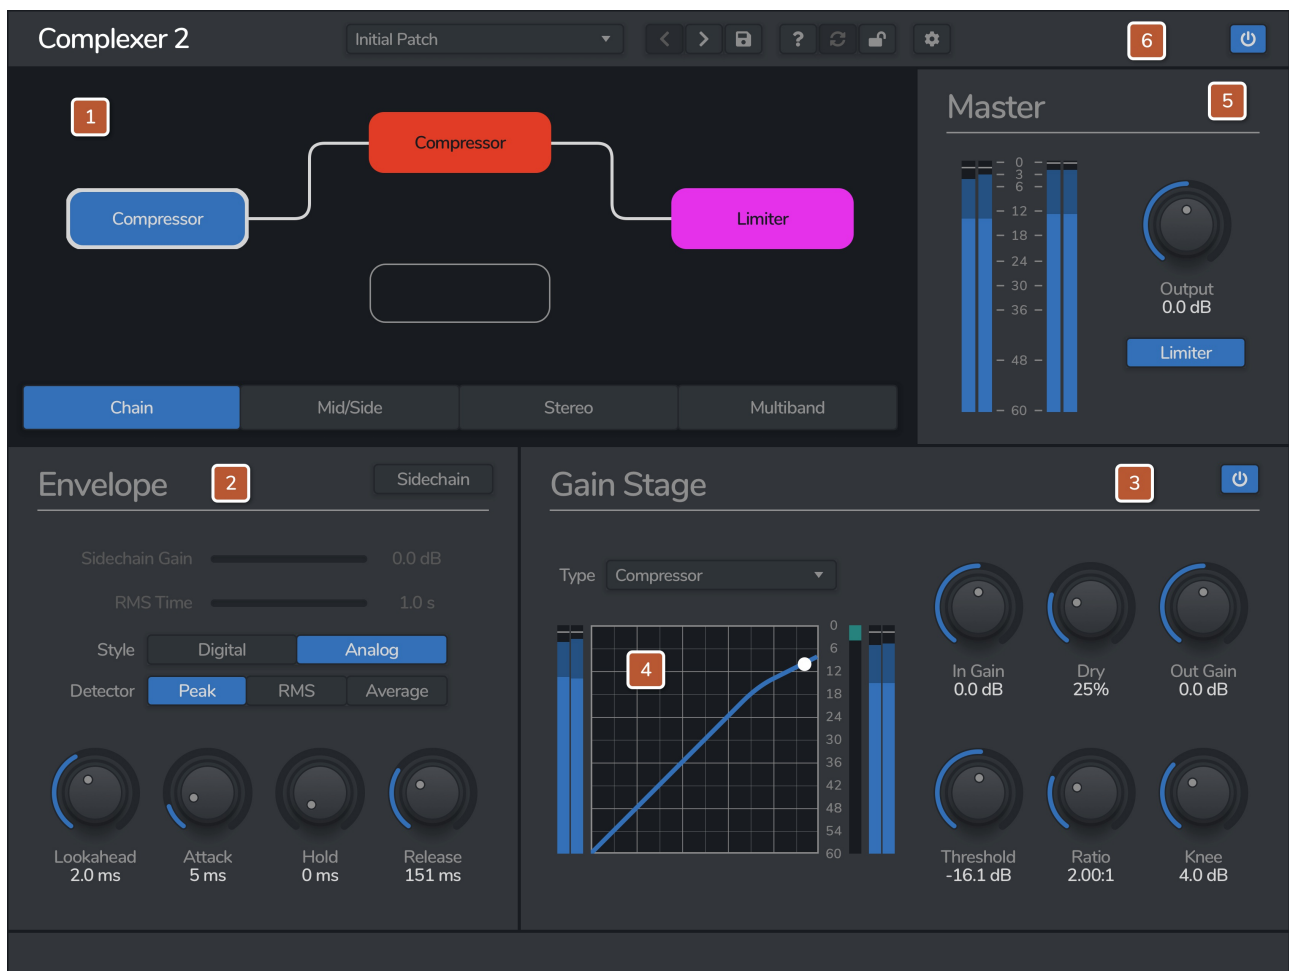 Complexer 2
Initial Patch
?
6
1
Compressor
Compressor
Limiter
Chain
Mid/Side
Stereo
Multiband
Master
5
0
3
6
12
18
24
30
36
48
60
Output
0.0 dB
Limiter
Envelope
2
Sidechain
Sidechain Gain 0.0 dB
RMS Time 1.0 s
Style Digital Analog
Detector Peak RMS Average
Lookahead
2.0 ms
Attack
5 ms
Hold
0 ms
Release
151 ms
Gain Stage
3
Type Compressor
4
0
6
12
18
24
30
36
42
48
54
60
In Gain
0.0 dB
Dry
25%
Out Gain
0.0 dB
Threshold
-16.1 dB
Ratio
2.00:1
Knee
4.0 dB